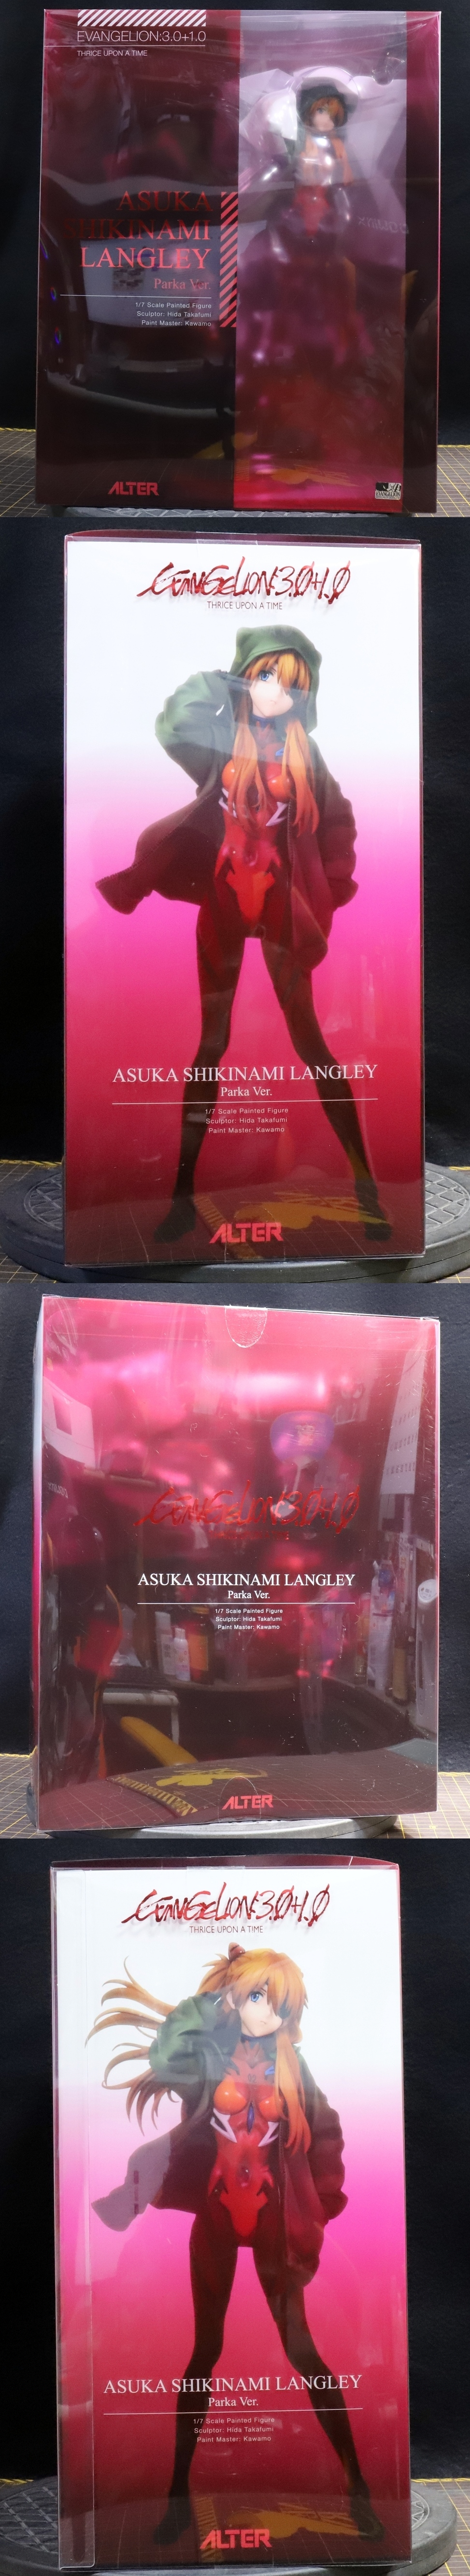 EVANGELION:3.0+1.0
THRICE UPON A TIME
ASUKA
SHIKINAMI
LANGLEY
Parka Ver.
1/7 Scale Painted Figure
Sculptor: Hida Takafumi
Paint Master: Kawamo
ALTER
EVANGELION:3.0+1.0
THRICE UPON A TIME
ASUKA SHIKINAMI LANGLEY
Parka Ver.
1/7 Scale Painted Figure
Sculptor: Hida Takafumi
Paint Master: Kawamo
ALTER
EVANGELION:3.0+1.0
ASUKA SHIKINAMI LANGLEY
Parka Ver.
1/7 Scale Painted Figure
Sculptor: Hida Takafumi
Paint Master: Kawamo
ALTER
EVANGELION:3.0+1.0
THRICE UPON A TIME
ASUKA SHIKINAMI LANGLEY
Parka Ver.
1/7 Scale Painted Figure
Sculptor: Hida Takafumi
Paint Master: Kawamo
ALTER